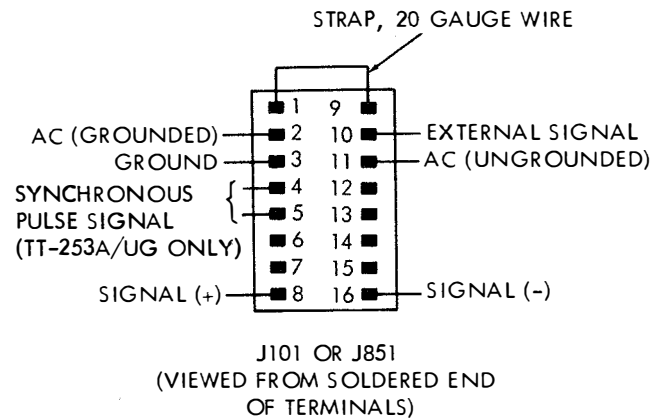 STRAP, 20 GAUGE WIRE
1 9
AC (GROUNDED) 2 10 EXTERNAL SIGNAL
GROUND 3 11 AC (UNGROUNDED)
SYNCHRONOUS 4 12
PULSE SIGNAL 5 13
(TT-253A/UG ONLY) 6 14
7 15
SIGNAL (+) 8 16 SIGNAL (-)
J101 OR J851
(VIEWED FROM SOLDERED END
OF TERMINALS)